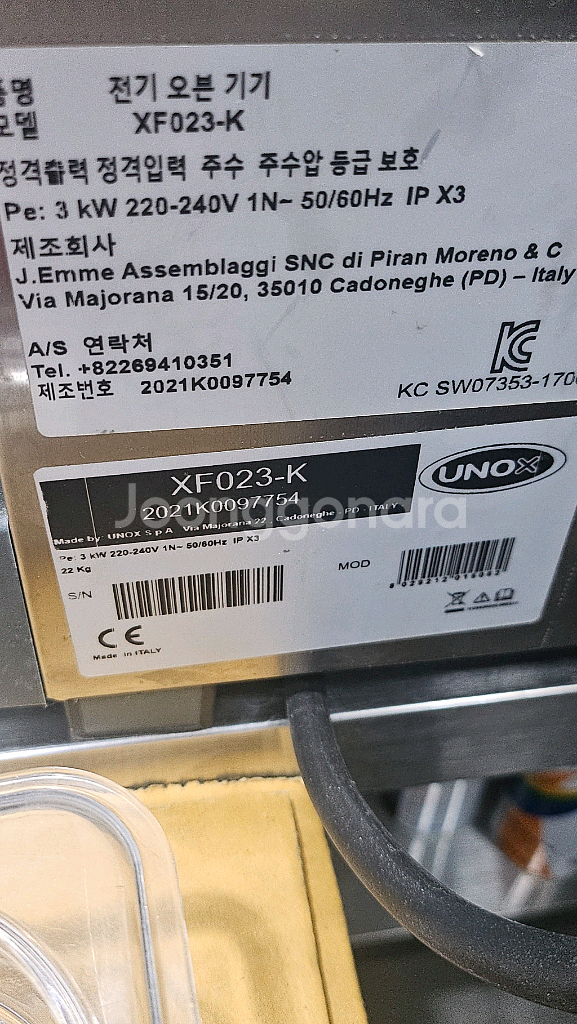 품명 전기 오븐 기기
모델 XF023-K
정격출력 정격입력 주수 주수압 등급 보호
Pe: 3 kW 220-240V 1N~ 50/60Hz IP X3
제조회사
J.Emme Assemblaggi SNC di Piran Moreno & C
Via Majorana 15/20, 35010 Cadoneghe (PD) – Italy
A/S 연락처
Tel. +82269410351
제조번호 2021K0097754
KC
KC SW07353-170
XF023-K
UNOX
2021K0097754
Joonggonara
Made by: UNOX S.p.A. Via Majorana 22, Cadoneghe, PD - ITALY
Pe: 3 kW 220-240V 1N~ 50/60Hz IP X3
22 Kg
S/N
MOD
CE
Made in ITALY